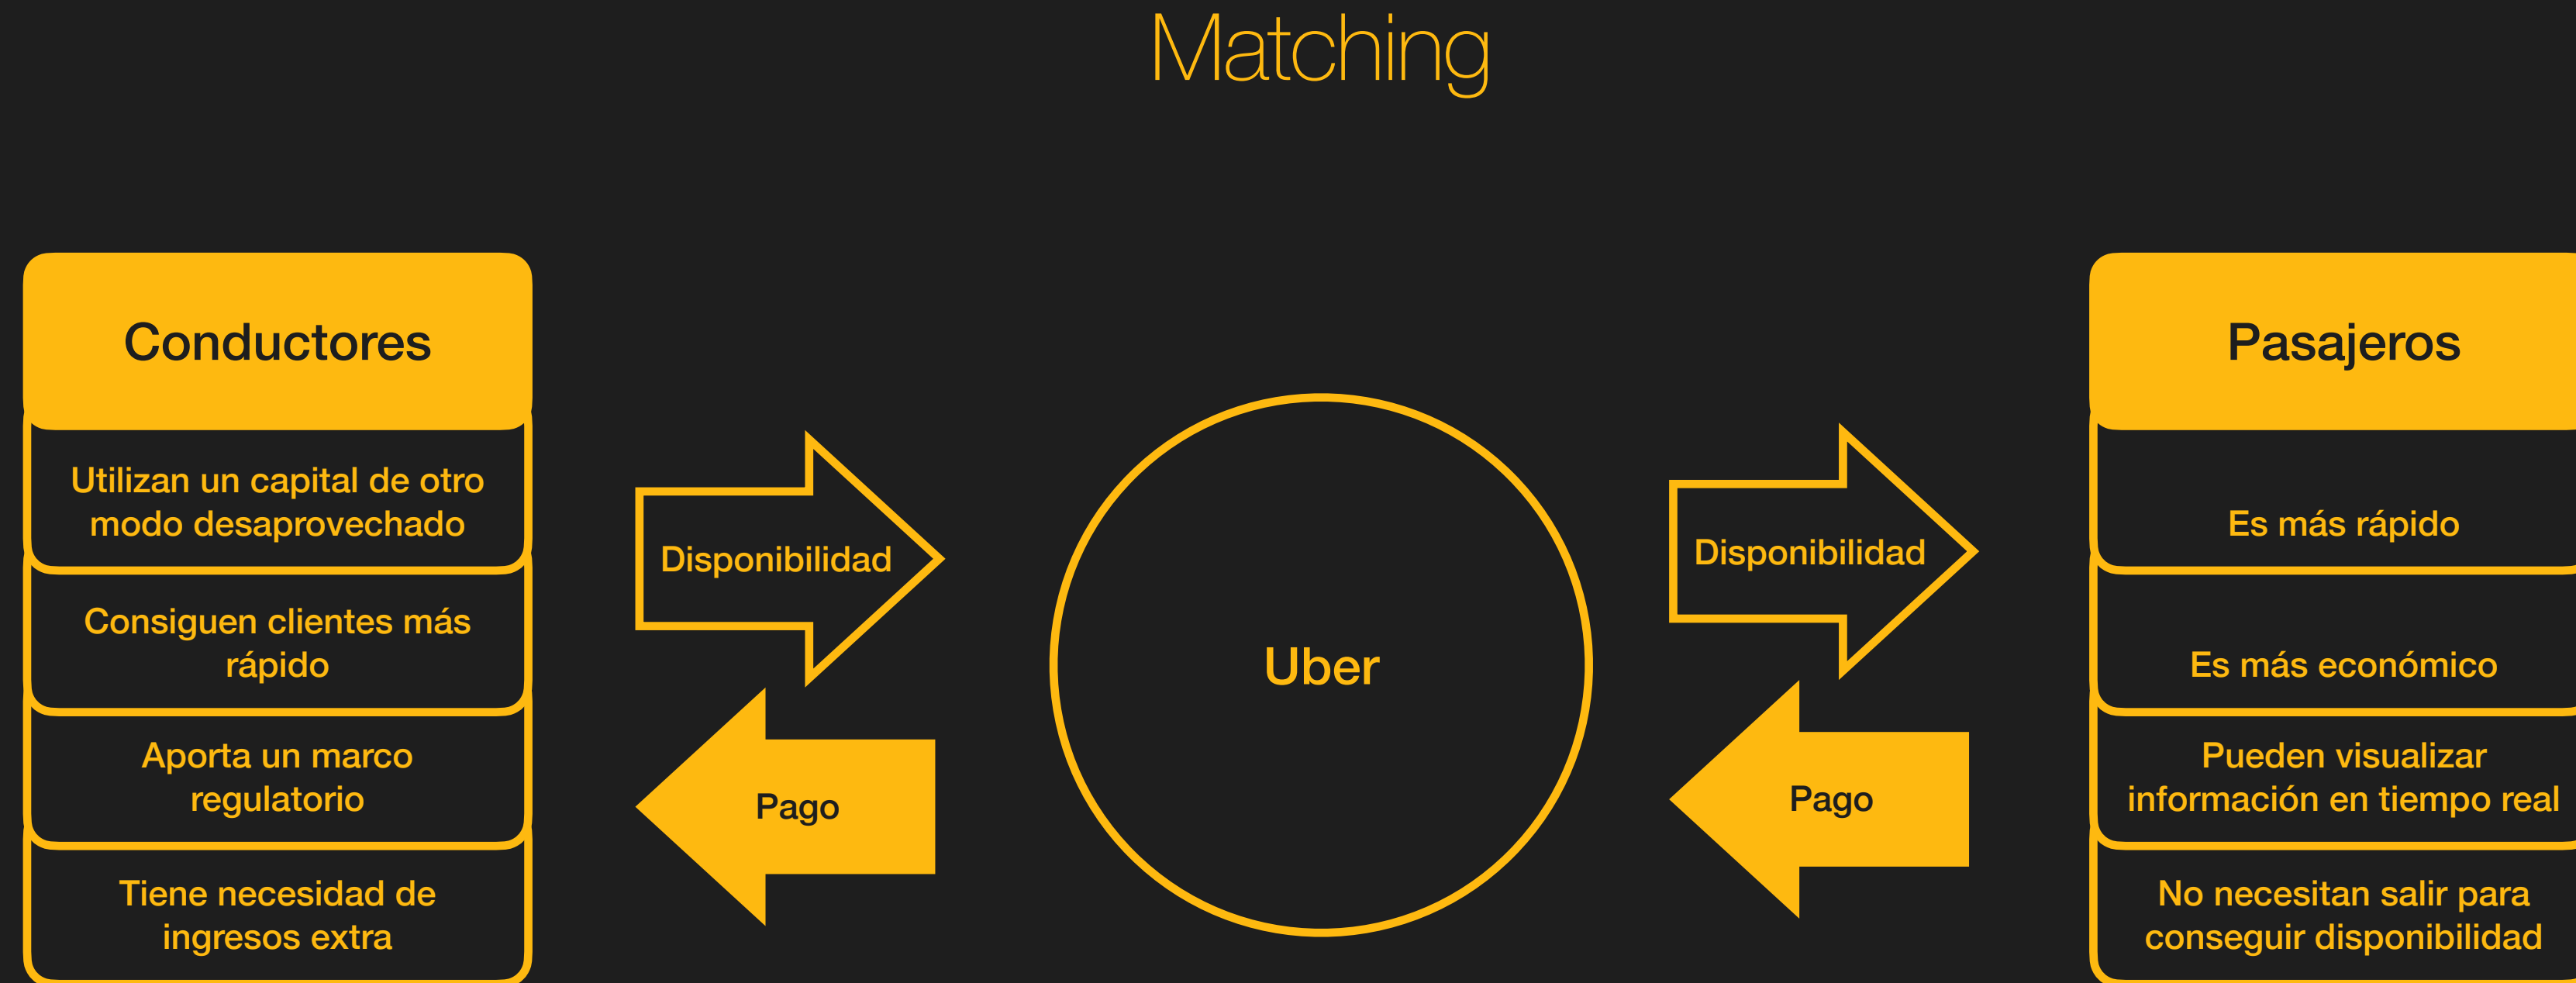 Matching
Conductores
Utilizan un capital de otro
modo desaprovechado
Consiguen clientes más
rápido
Aporta un marco
regulatorio
Tiene necesidad de
ingresos extra
Disponibilidad
Pago
Uber
Disponibilidad
Pago
Pasajeros
Es más rápido
Es más económico
Pueden visualizar
información en tiempo real
No necesitan salir para
conseguir disponibilidad